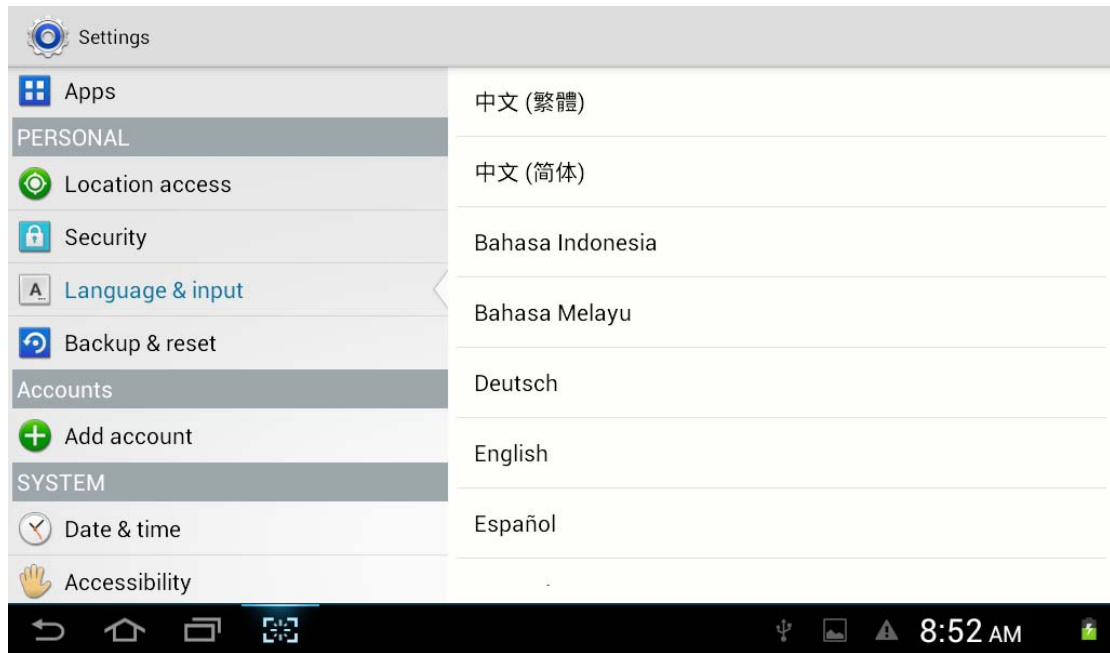 Settings
Apps
PERSONAL
Location access
Security
Language & input
Backup & reset
Accounts
Add account
SYSTEM
Date & time
Accessibility
中文 (繁體)
中文 (简体)
Bahasa Indonesia
Bahasa Melayu
Deutsch
English
Español
8:52 AM